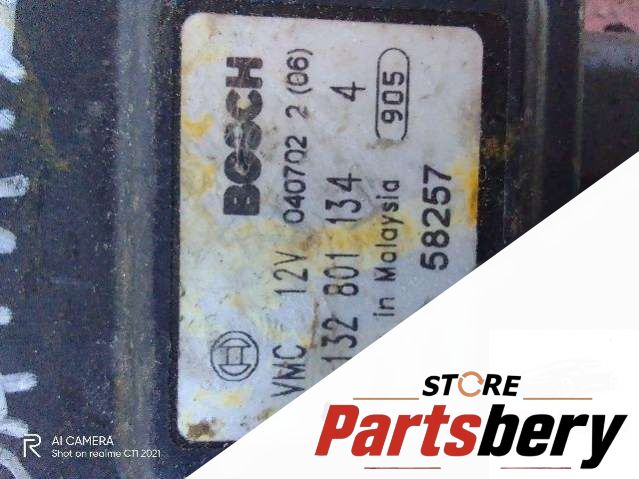 BOSCH
VMC 12V 040702 2 (06)
132 801 134 4
in Malaysia 905
58257
STORE
Partsbery
AI CAMERA
Shot on realme C11 2021